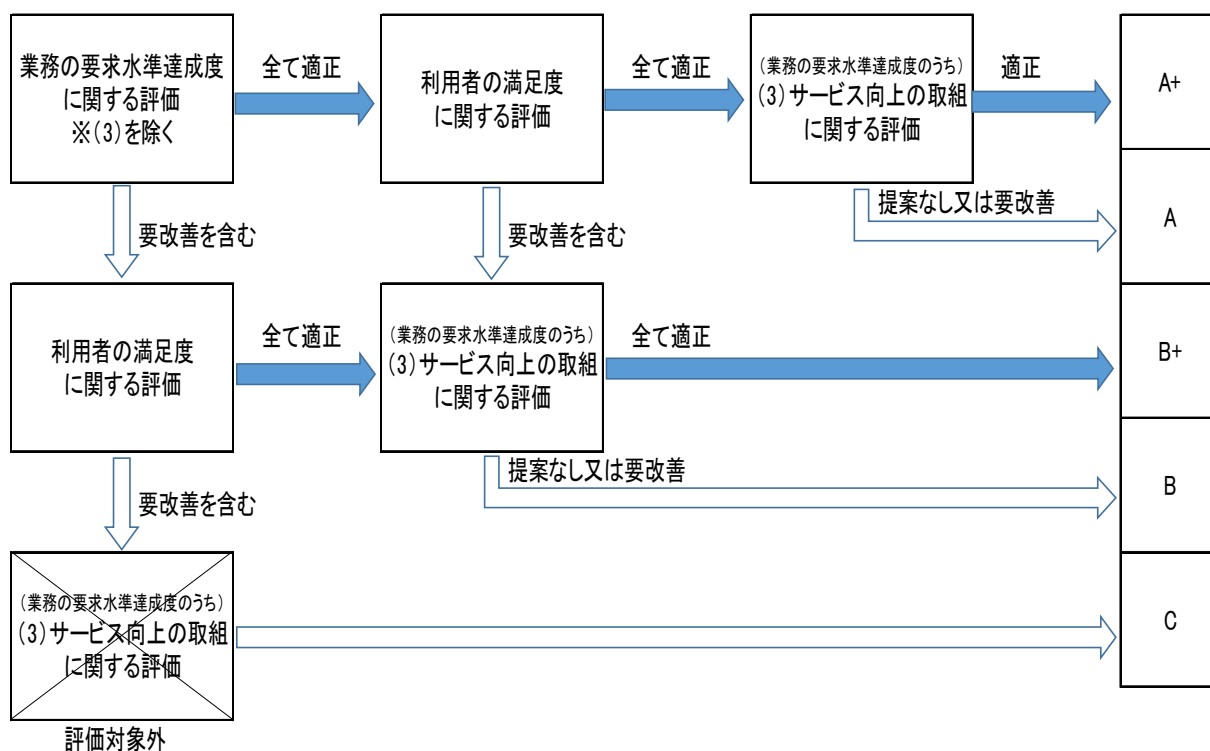 業務の要求水準達成度
に関する評価
※(3)を除く
全て適正
利用者の満足度
に関する評価
全て適正
(業務の要求水準達成度のうち)
(3)サービス向上の取組
に関する評価
適正
A+
要改善を含む
要改善を含む
提案なし又は要改善
A
利用者の満足度
に関する評価
全て適正
(業務の要求水準達成度のうち)
(3)サービス向上の取組
に関する評価
全て適正
B+
要改善を含む
提案なし又は要改善
B
(業務の要求水準達成度のうち)
(3)サービス向上の取組
に関する評価
C
評価対象外